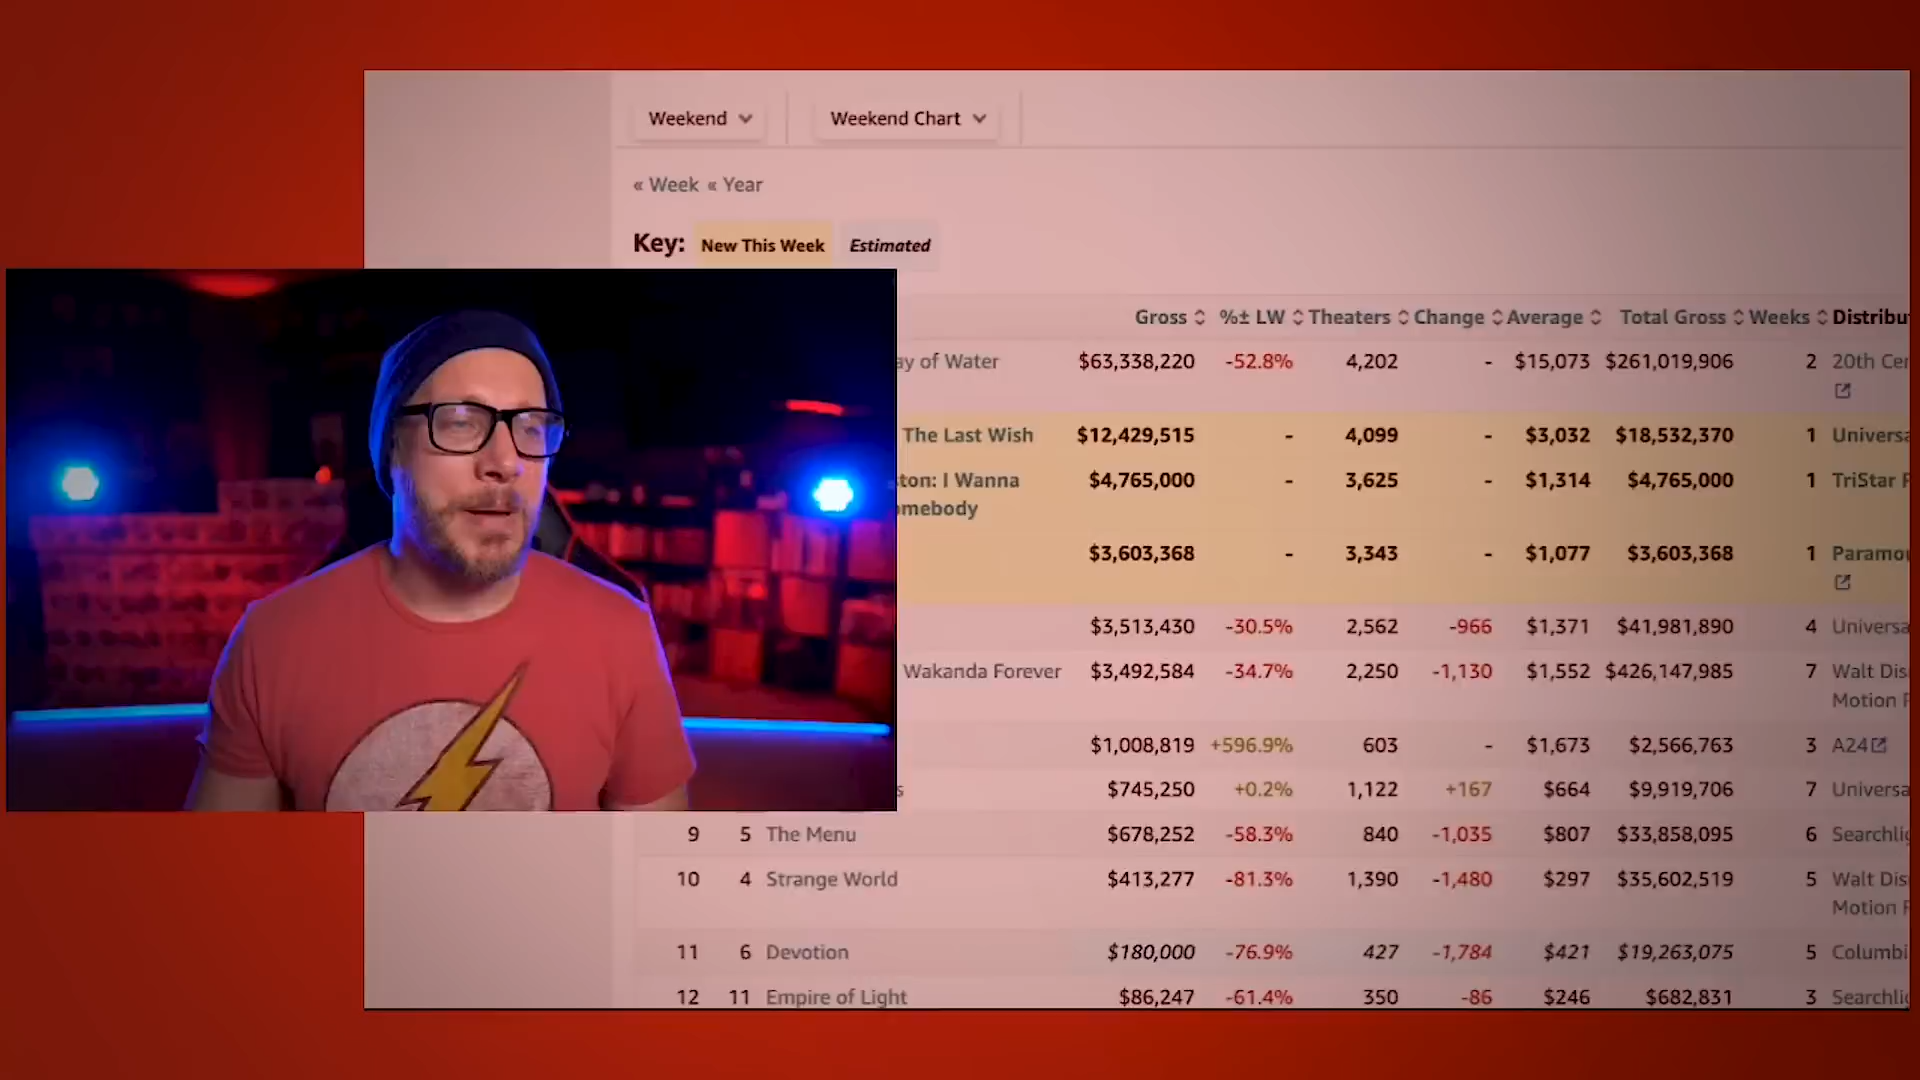 Weekend Weekend Chart
« Week « Year
Key: New This Week Estimated
Gross %± LW Theaters Change Average Total Gross Weeks Distribu
ay of Water $63,338,220 -52.8% 4,202 - $15,073 $261,019,906 2 20th Cen
The Last Wish $12,429,515 - 4,099 - $3,032 $18,532,370 1 Universa
ston: I Wanna $4,765,000 - 3,625 - $1,314 $4,765,000 1 TriStar P
omebody
$3,603,368 - 3,343 - $1,077 $3,603,368 1 Paramou
$3,513,430 -30.5% 2,562 -966 $1,371 $41,981,890 4 Universa
Wakanda Forever $3,492,584 -34.7% 2,250 -1,130 $1,552 $426,147,985 7 Walt Dis
Motion P
$1,008,819 +596.9% 603 - $1,673 $2,566,763 3 A24
s $745,250 +0.2% 1,122 +167 $664 $9,919,706 7 Universa
9 5 The Menu $678,252 -58.3% 840 -1,035 $807 $33,858,095 6 Searchlig
10 4 Strange World $413,277 -81.3% 1,390 -1,480 $297 $35,602,519 5 Walt Dis
Motion P
11 6 Devotion $180,000 -76.9% 427 -1,784 $421 $19,263,075 5 Columbi
12 11 Empire of Light $86,247 -61.4% 350 -86 $246 $682,831 3 Searchlig